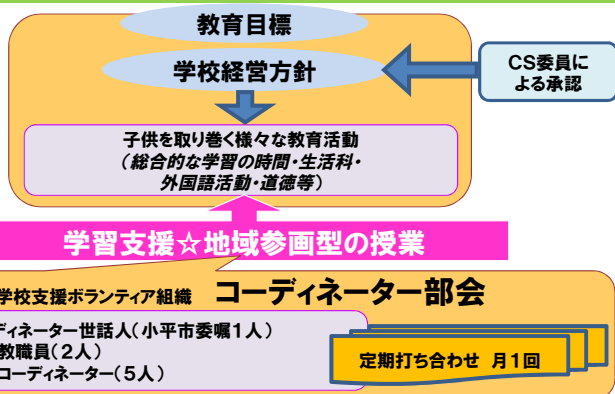 教育目標
学校経営方針
CS委員に
よる承認
子供を取り巻く様々な教育活動
(総合的な学習の時間・生活科・
外国語活動・道徳等)
学習支援☆地域参画型の授業
学校支援ボランティア組織 コーディネーター部会
ディネーター世話人(小平市委嘱1人)
教職員(2人)
コーディネーター(5人)
定期打ち合わせ 月1回